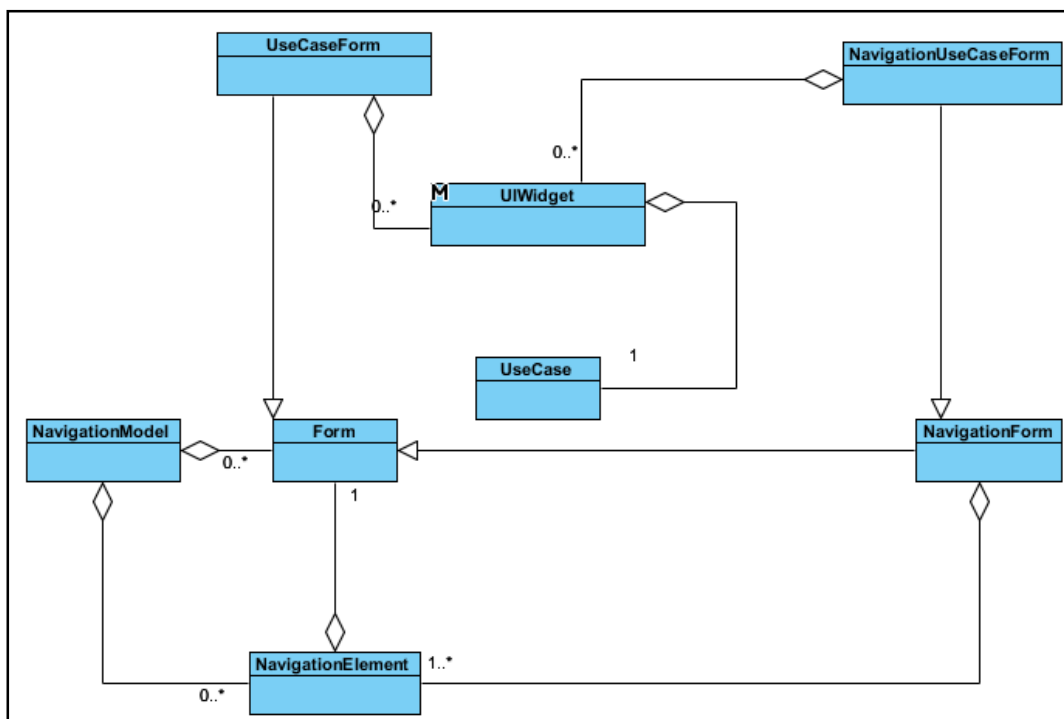 UseCaseForm
NavigationUseCaseForm
0..*
M
UIWidget
0..*
1
UseCase
NavigationModel
Form
NavigationForm
0..*
1
NavigationElement
1..*
0..*